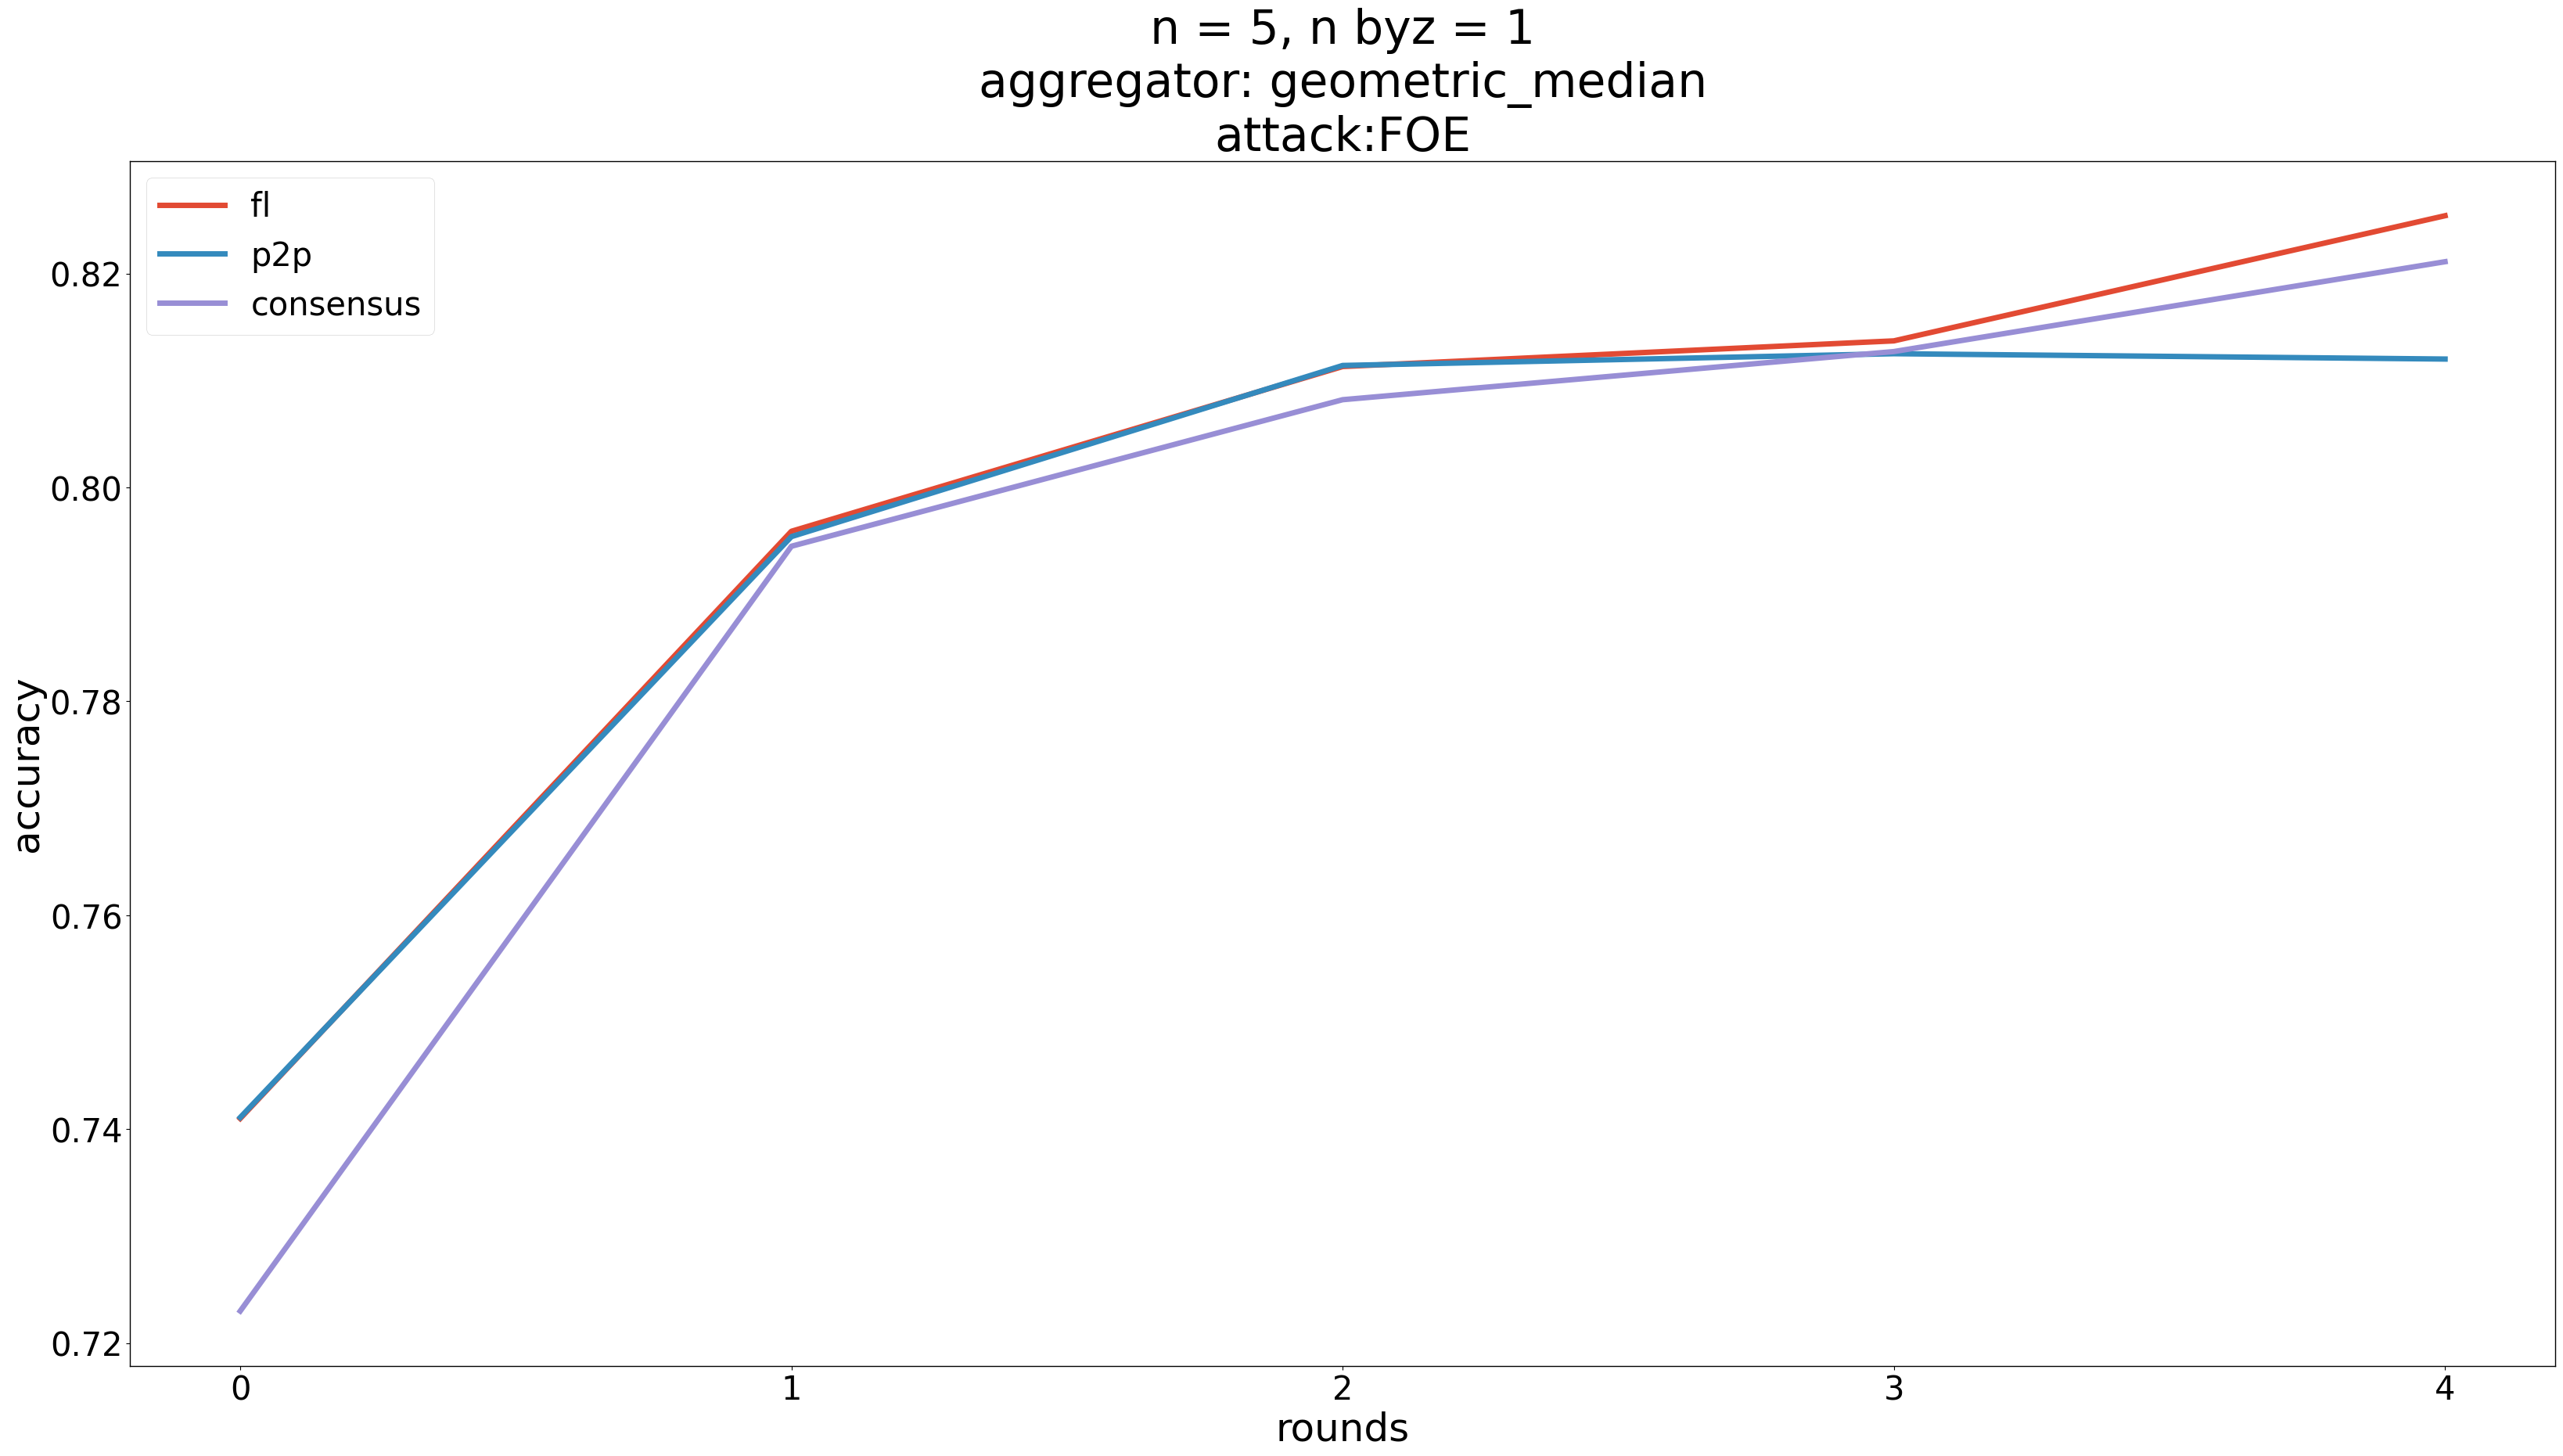 n = 5, n byz = 1
aggregator: geometric_median
attack:FOE
fl
p2p
consensus
accuracy
0.82
0.80
0.78
0.76
0.74
0.72
0 1 2 3 4
rounds